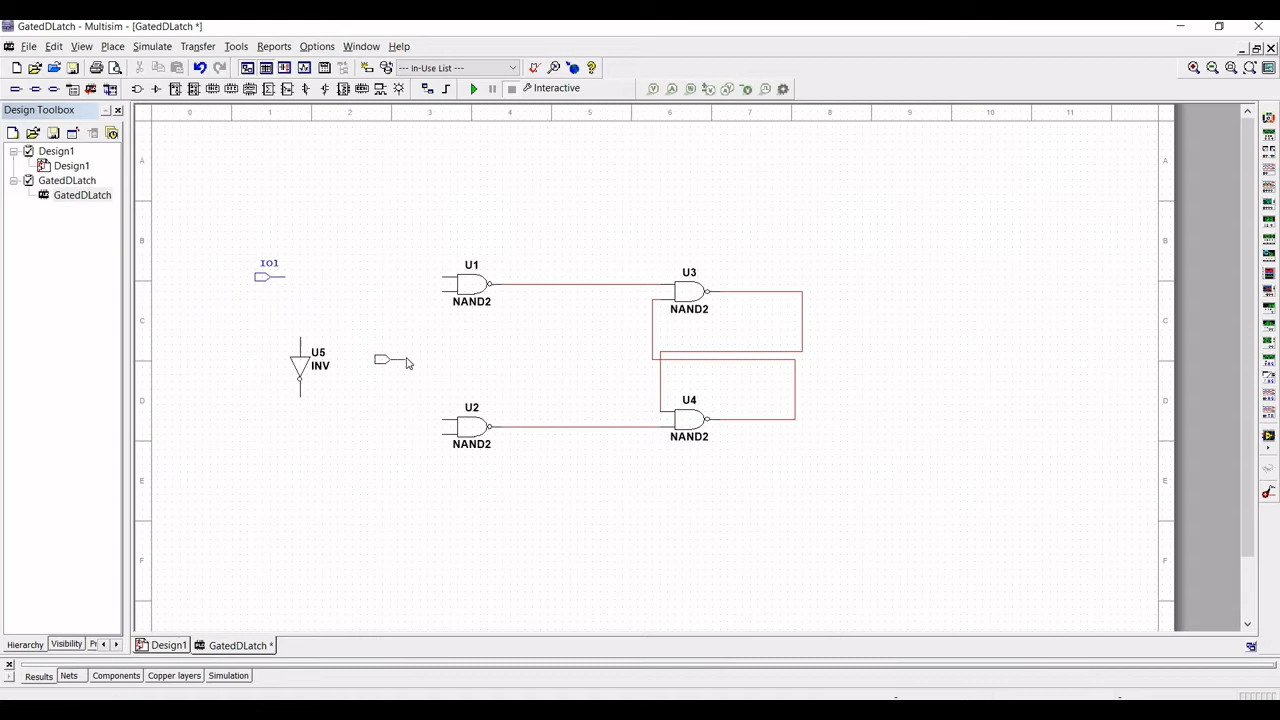 GatedDLatch - Multisim - [GatedDLatch *]
File Edit View Place Simulate Transfer Tools Reports Options Window Help
--- In-Use List ---
Interactive
Design Toolbox
Design1
Design1
GatedDLatch
GatedDLatch
0 1 2 3 4 5 6 7 8 9 10 11
A A
B B
C C
D D
E E
F F
IO1
U1
NAND2
U3
NAND2
U5
INV
U2
NAND2
U4
NAND2
Hierarchy Visibility
Design1 GatedDLatch *
Results Nets Components Copper layers Simulation